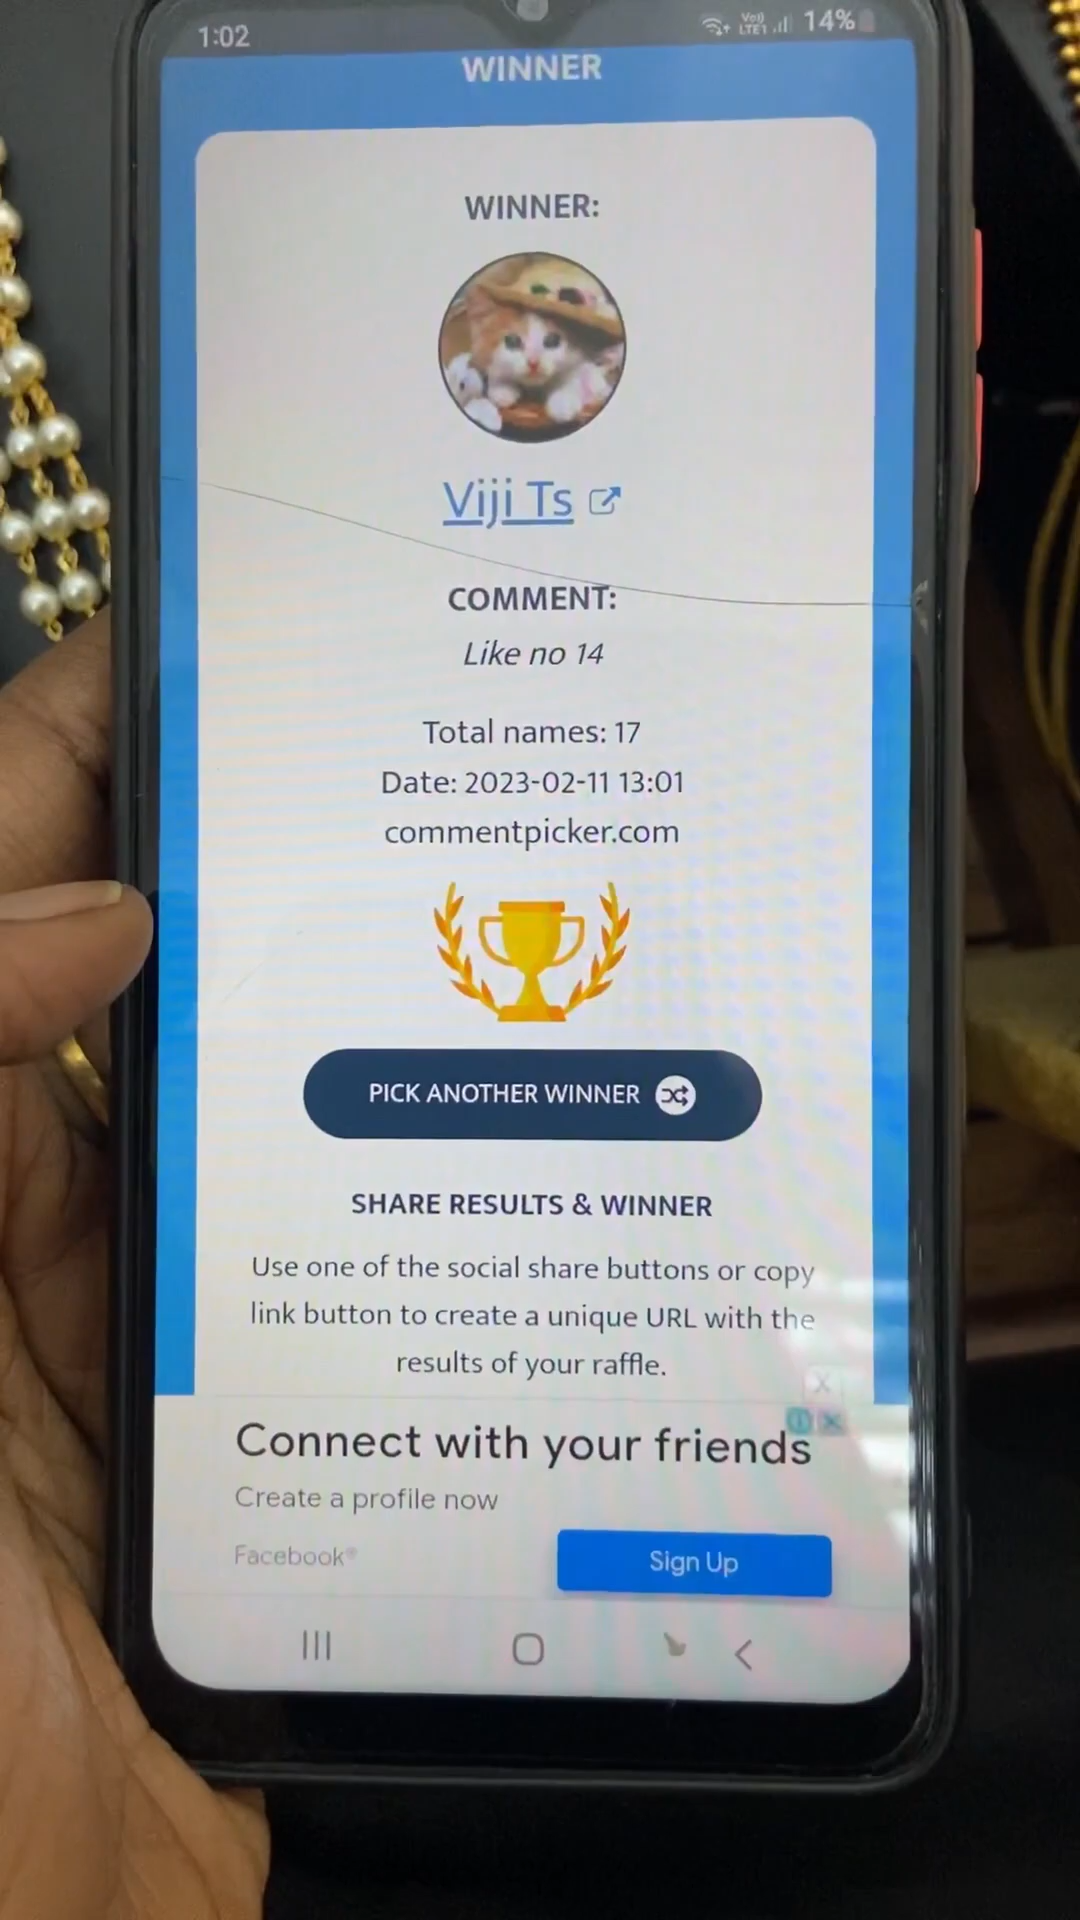 1:02
Vo)) LTE1 14%
WINNER
WINNER:
Viji Ts
COMMENT:
Like no 14
Total names: 17
Date: 2023-02-11 13:01
commentpicker.com
PICK ANOTHER WINNER
SHARE RESULTS & WINNER
Use one of the social share buttons or copy
link button to create a unique URL with the
results of your raffle.
Connect with your friends
Create a profile now
Facebook®
Sign Up